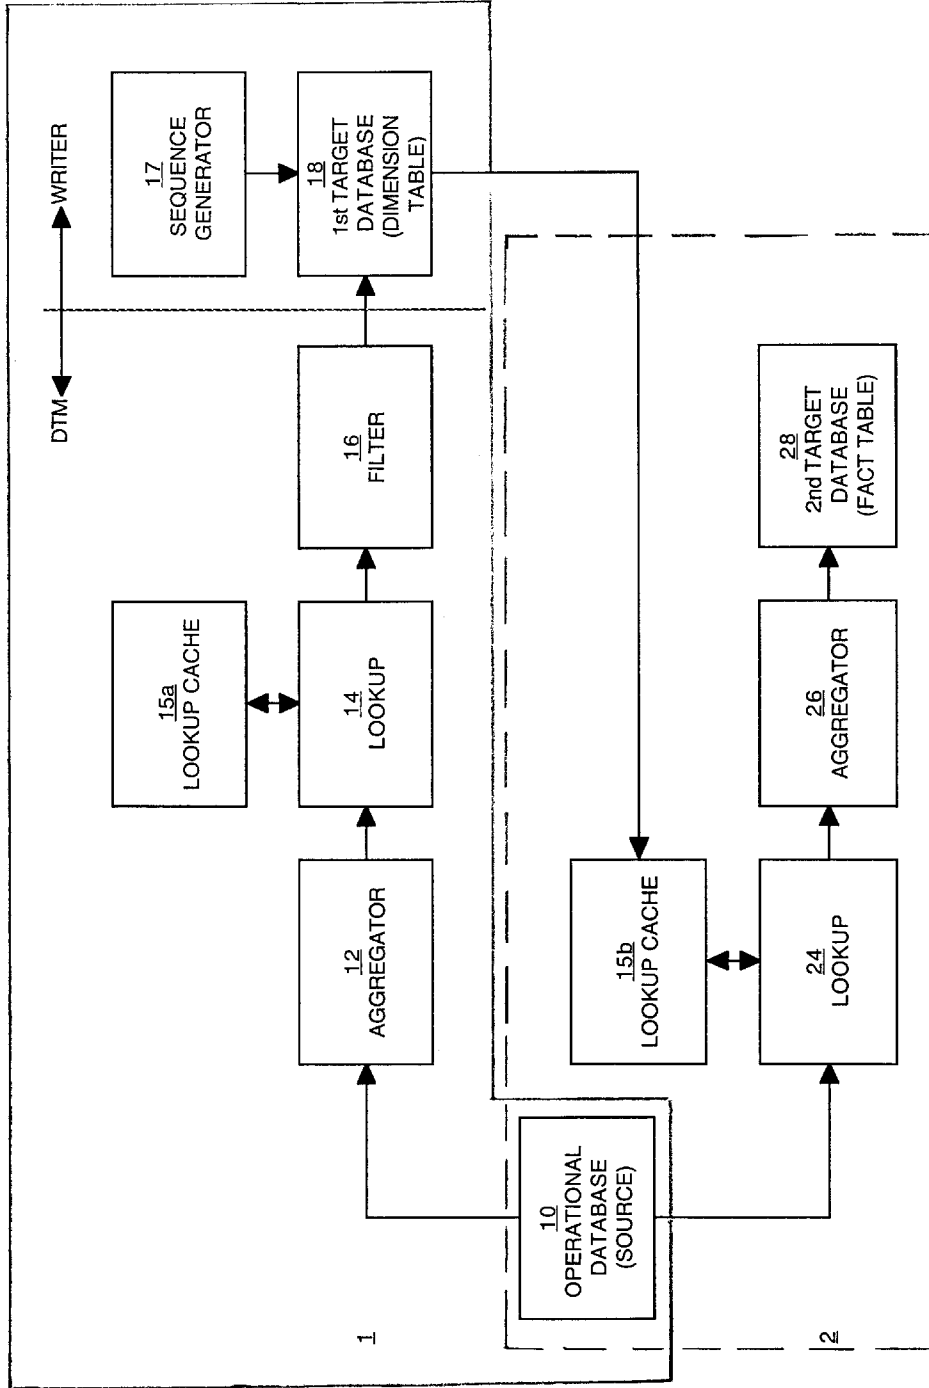 DTM
WRITER
15a
LOOKUP CACHE
17
SEQUENCE
GENERATOR
12
AGGREGATOR
14
LOOKUP
16
FILTER
18
1st TARGET
DATABASE
(DIMENSION
TABLE)
1
10
OPERATIONAL
DATABASE
(SOURCE)
15b
LOOKUP CACHE
24
LOOKUP
26
AGGREGATOR
28
2nd TARGET
DATABASE
(FACT TABLE)
2